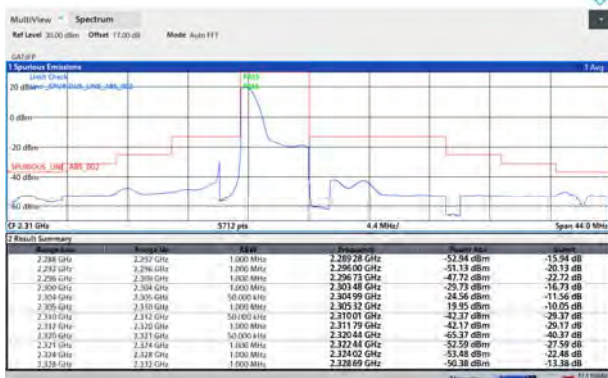 MultiView Spectrum
Ref Level 30.00 dBm Offset 17.00 dB Mode Auto FFT
1 Spurious Emissions 1 Avg
Limit Check PASS
PASS
20 dBm
0 dBm
-20 dBm
SPURIOUS_LINE_ABS_002
-40 dBm
-60 dBm
CF 2.31 GHz 5712 pts 4.4 MHz/ Span 44.0 MHz
2 Result Summary
Range Low Range Up RBW Frequency Power Abs
2.288 GHz 2.292 GHz 1.000 MHz 2.28928 GHz -52.94 dBm -15.94 dB
2.292 GHz 2.296 GHz 1.000 MHz 2.29600 GHz -51.13 dBm -20.13 dB
2.296 GHz 2.300 GHz 1.000 MHz 2.29673 GHz -47.72 dBm -22.72 dB
2.300 GHz 2.304 GHz 1.000 MHz 2.30348 GHz -29.73 dBm -16.73 dB
2.304 GHz 2.305 GHz 50.000 kHz 2.30499 GHz -24.56 dBm -11.56 dB
2.305 GHz 2.310 GHz 1.000 MHz 2.30532 GHz 19.95 dBm -10.05 dB
2.310 GHz 2.312 GHz 50.000 kHz 2.31001 GHz -42.37 dBm -29.37 dB
2.312 GHz 2.320 GHz 1.000 MHz 2.31179 GHz -42.17 dBm -29.17 dB
2.320 GHz 2.321 GHz 50.000 kHz 2.32044 GHz -65.37 dBm -40.37 dB
2.321 GHz 2.324 GHz 1.000 MHz 2.32244 GHz -52.59 dBm -27.59 dB
2.324 GHz 2.328 GHz 1.000 MHz 2.32402 GHz -53.48 dBm -22.48 dB
2.328 GHz 2.332 GHz 1.000 MHz 2.32869 GHz -50.38 dBm -13.38 dB